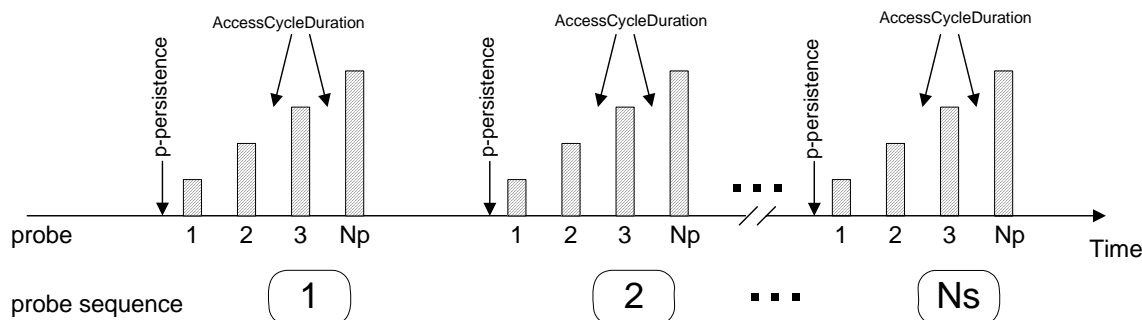 AccessCycleDuration AccessCycleDuration AccessCycleDuration
p-persistence p-persistence p-persistence
probe 1 2 3 Np 1 2 3 Np 1 2 3 Np
Time
probe sequence 1 2 Ns